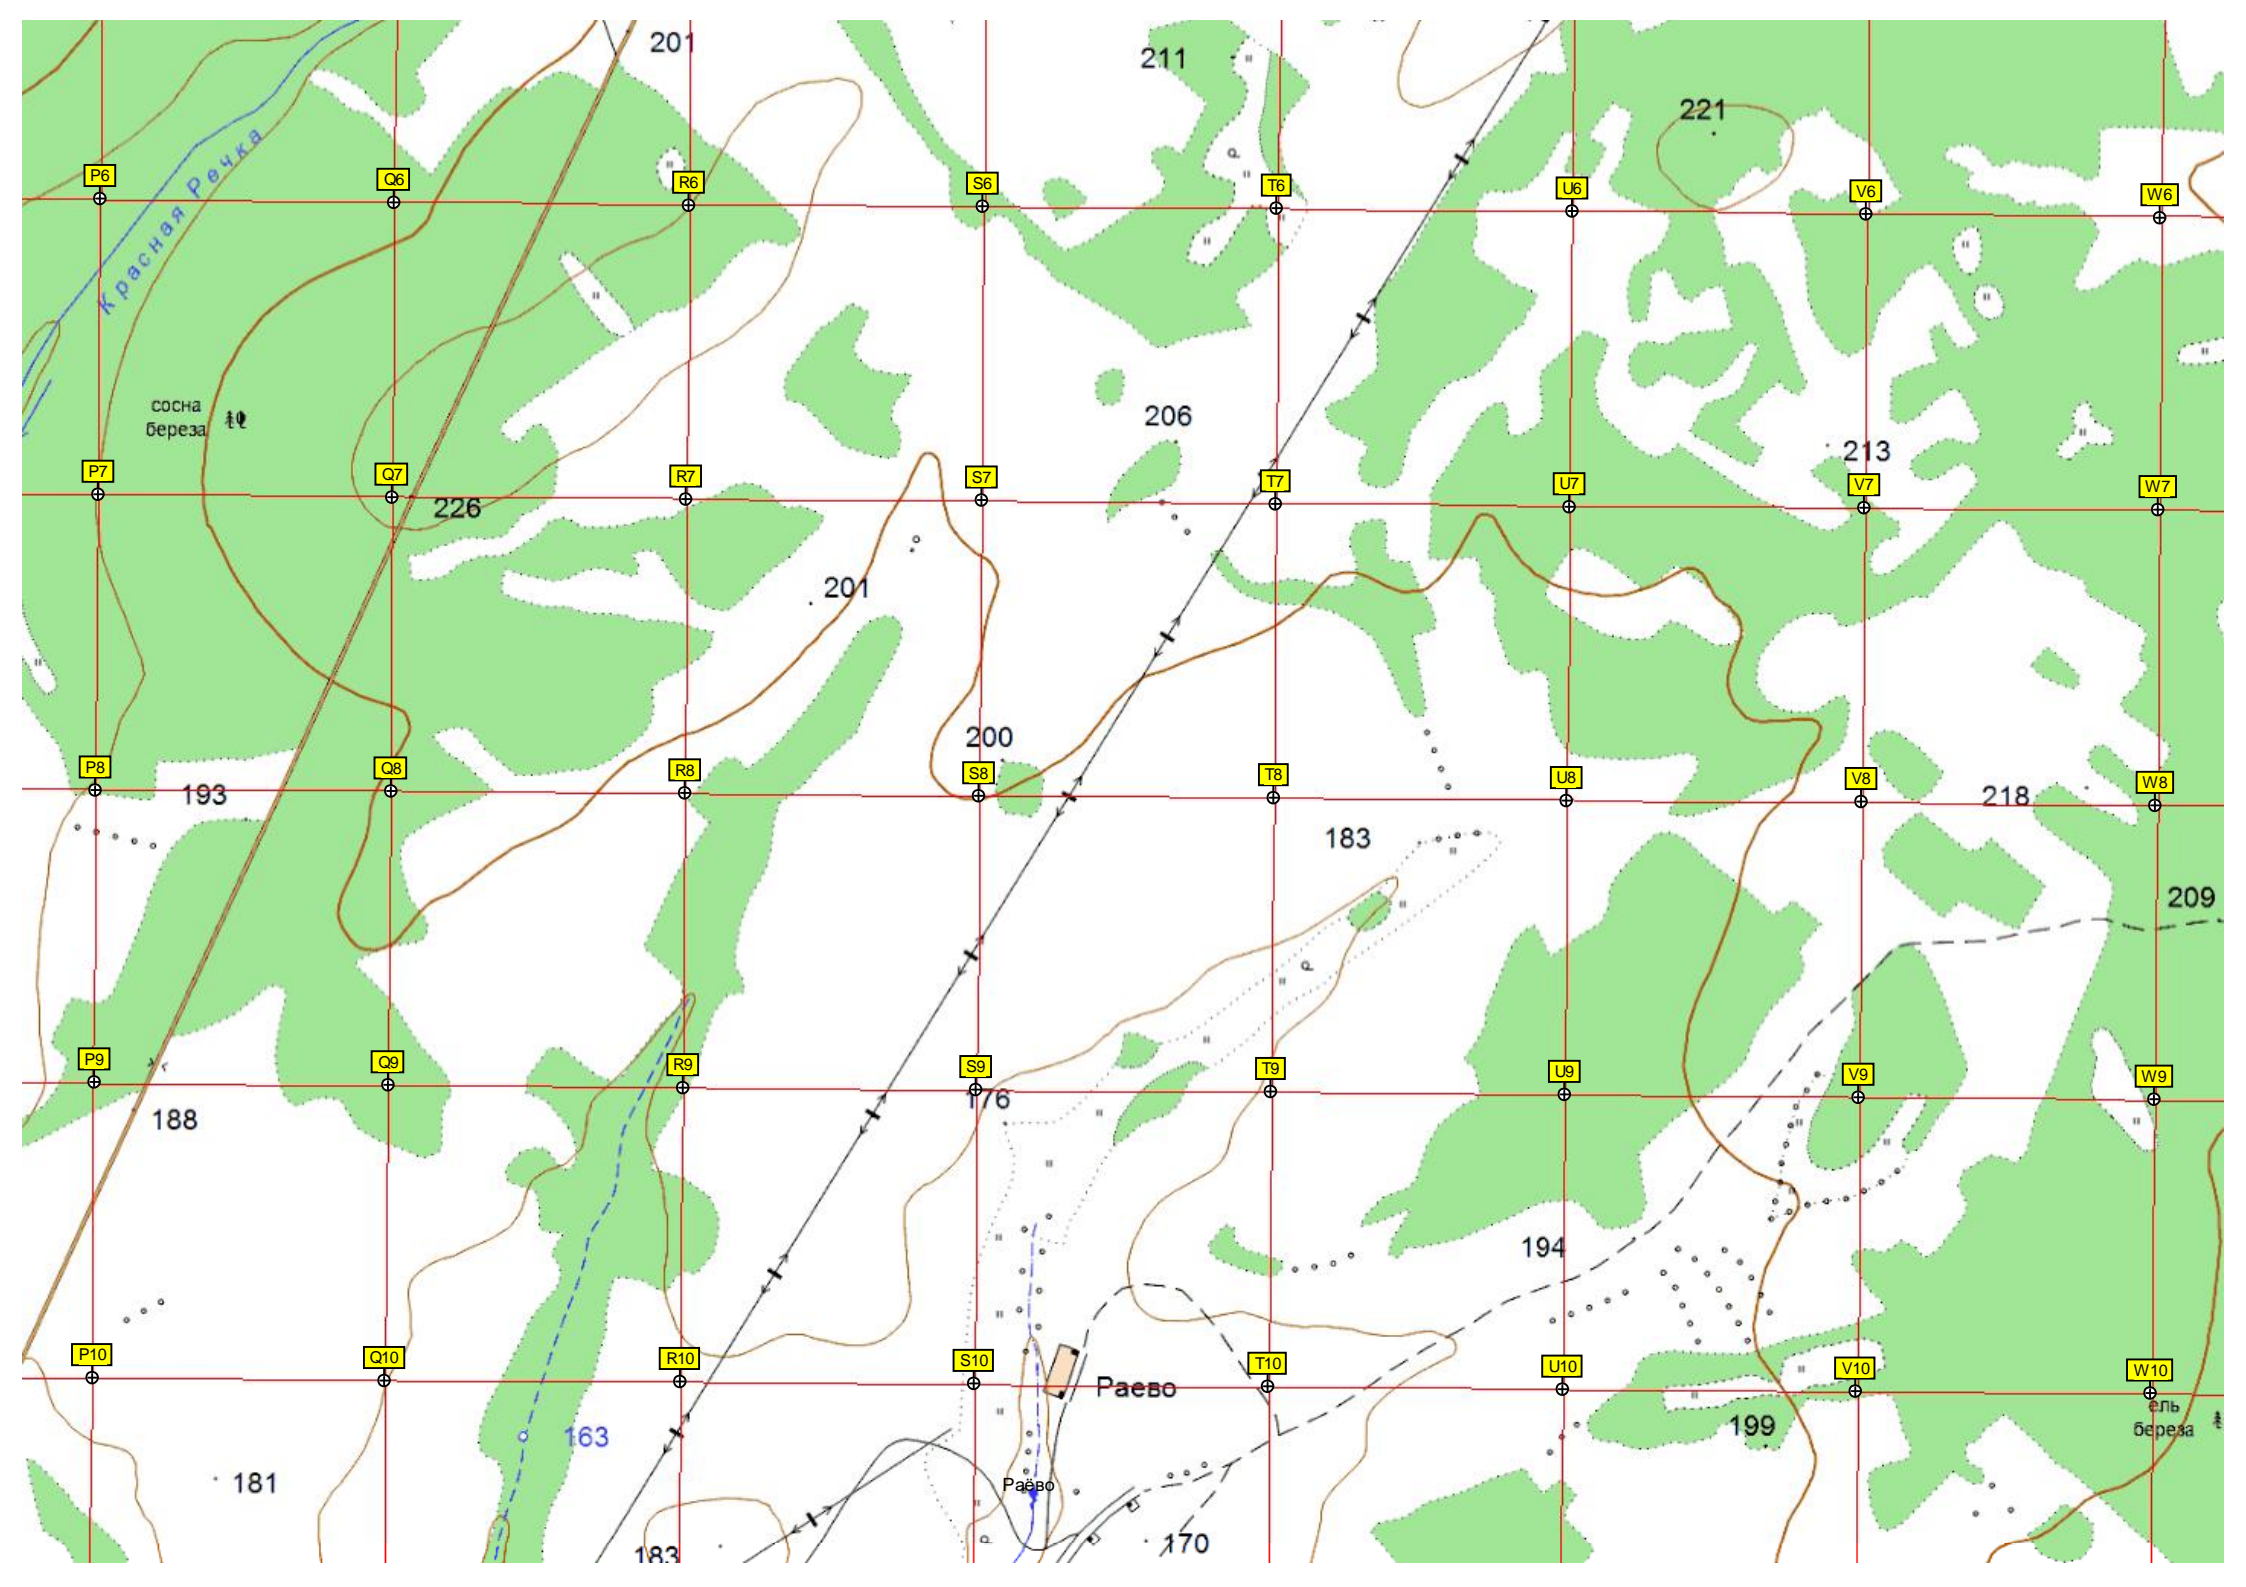 201
211
221
Красная Речка
P6
Q6
R6
S6
T6
U6
V6
W6
сосна
береза
206
213
P7
Q7
R7
S7
T7
U7
V7
W7
226
201
200
P8
Q8
R8
S8
T8
U8
V8
W8
193
218
183
209
P9
Q9
R9
S9
T9
U9
V9
W9
176
188
194
P10
Q10
R10
S10
T10
U10
V10
W10
Раево
ель
береза
199
163
181
Раёво
170
183